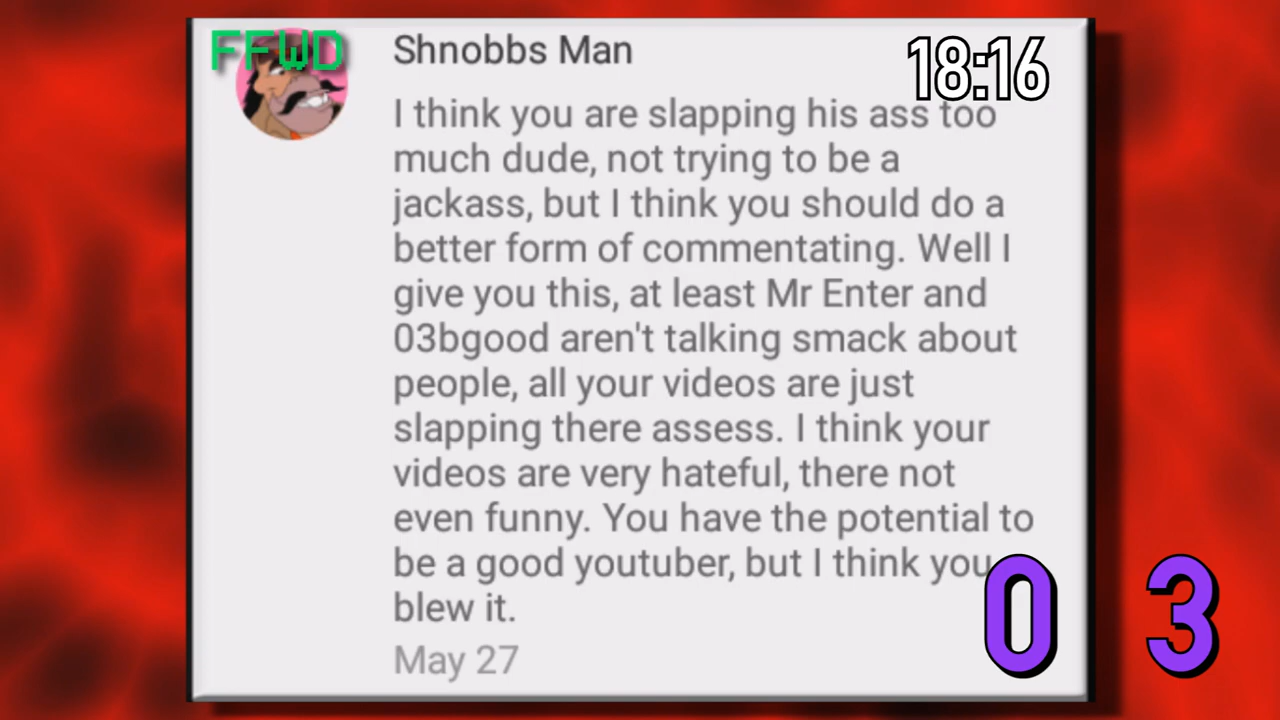 FFWD
Shnobbs Man
18:16
I think you are slapping his ass too
much dude, not trying to be a
jackass, but I think you should do a
better form of commentating. Well I
give you this, at least Mr Enter and
03bgood aren't talking smack about
people, all your videos are just
slapping there assess. I think your
videos are very hateful, there not
even funny. You have the potential to
be a good youtuber, but I think you
blew it.
May 27
0 3